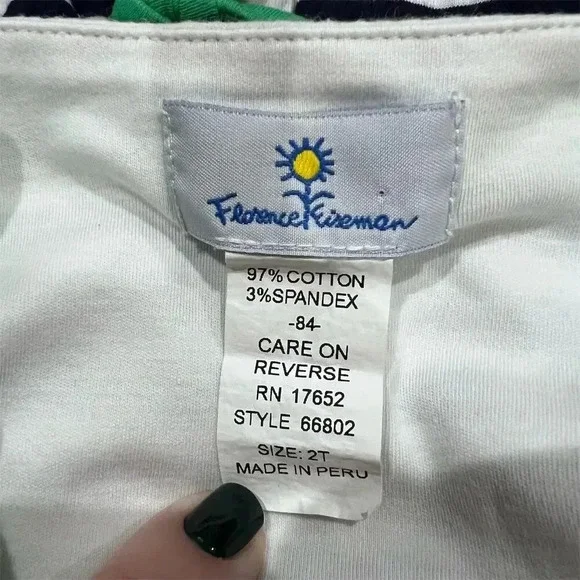 Florence Eiseman
97% COTTON
3%SPANDEX
-84-
CARE ON
REVERSE
RN 17652
STYLE 66802
SIZE: 2T
MADE IN PERU